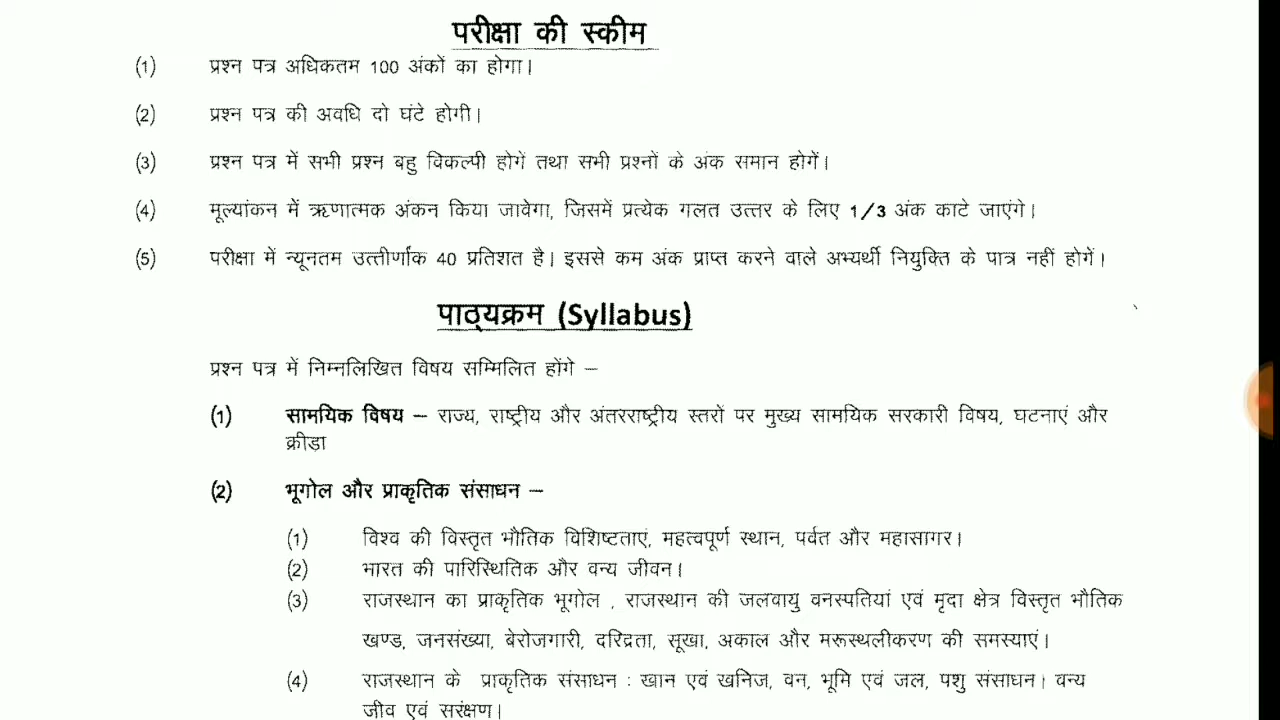 परीक्षा की स्कीम
(1) प्रश्न पत्र अधिकतम 100 अंकों का होगा।
(2) प्रश्न पत्र की अवधि दो घंटे होगी।
(3) प्रश्न पत्र में सभी प्रश्न बहु विकल्पी होगें तथा सभी प्रश्नों के अंक समान होगें।
(4) मूल्यांकन में ऋणात्मक अंकन किया जावेगा, जिसमें प्रत्येक गलत उत्तर के लिए 1/3 अंक काटे जाएंगे।
(5) परीक्षा में न्यूनतम उत्तीर्णांक 40 प्रतिशत है। इससे कम अंक प्राप्त करने वाले अभ्यर्थी नियुक्ति के पात्र नहीं होगें।
पाठ्यक्रम (Syllabus)
प्रश्न पत्र में निम्नलिखित विषय सम्मिलित होंगे –
(1) सामयिक विषय – राज्य, राष्ट्रीय और अंतरराष्ट्रीय स्तरों पर मुख्य सामयिक सरकारी विषय, घटनाएं और
क्रीड़ा
(2) भूगोल और प्राकृतिक संसाधन –
(1) विश्व की विस्तृत भौतिक विशिष्टताएं, महत्वपूर्ण स्थान, पर्वत और महासागर।
(2) भारत की पारिस्थितिक और वन्य जीवन।
(3) राजस्थान का प्राकृतिक भूगोल , राजस्थान की जलवायु वनस्पतियां एवं मृदा क्षेत्र विस्तृत भौतिक
खण्ड, जनसंख्या, बेरोजगारी, दरिद्रता, सूखा, अकाल और मरूस्थलीकरण की समस्याएं।
(4) राजस्थान के प्राकृतिक संसाधन : खान एवं खनिज, वन, भूमि एवं जल, पशु संसाधन। वन्य
जीव एवं सरंक्षण।